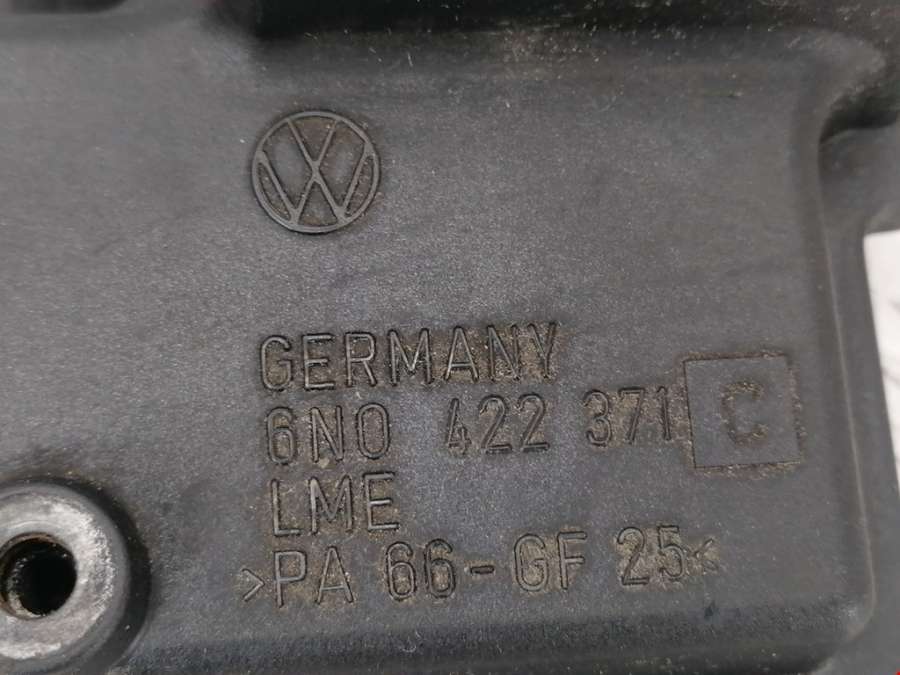 GERMANY
6N0 422 371 C
LME
>PA 66-GF 25<